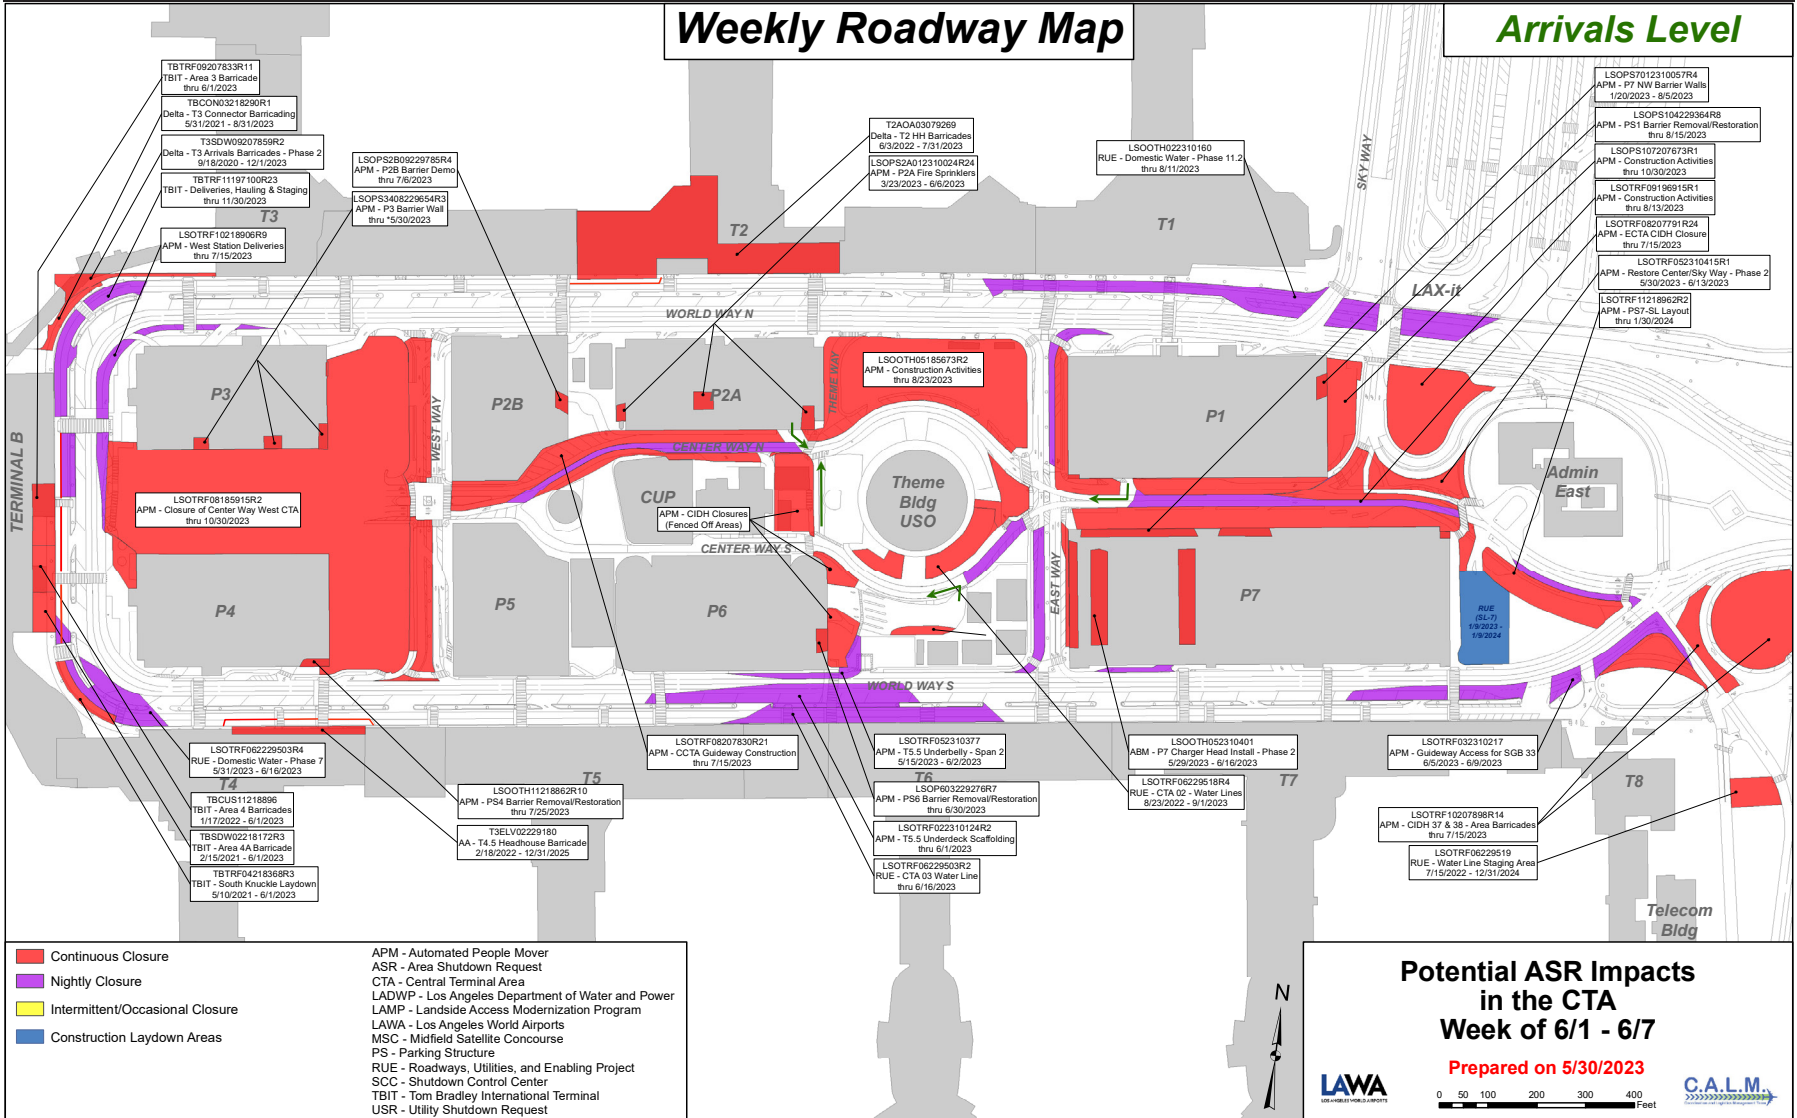 Weekly Roadway Map
Arrivals Level
TBTRF09207833R11
TBIT - Area 3 Barricade
thru 6/1/2023
TBCON03218290R1
Delta - T3 Connector Barricading
5/31/2021 - 8/31/2023
T3SDW09207859R2
Delta - T3 Arrivals Barricades - Phase 2
9/18/2020 - 12/1/2023
TBTRF11197100R23
TBIT - Deliveries, Hauling & Staging
thru 11/30/2023
LSOTRF10218906R9
APM - West Station Deliveries
thru 7/15/2023
LSOPS2B09229785R4
APM - P2B Barrier Demo
thru 7/6/2023
LSOPS3408229654R3
APM - P3 Barrier Wall
thru *5/30/2023
T2AOA03079269
Delta - T2 HH Barricades
6/3/2022 - 7/31/2023
LSOPS2A012310024R24
APM - P2A Fire Sprinklers
3/23/2023 - 6/6/2023
LSOOTH022310160
RUE - Domestic Water - Phase 11.2
thru 8/11/2023
LSOPS7012310057R4
APM - P7 NW Barrier Walls
1/20/2023 - 8/5/2023
LSOPS104229364R8
APM - PS1 Barrier Removal/Restoration
thru 8/15/2023
LSOPS107207673R1
APM - Construction Activities
thru 10/30/2023
LSOTRF09196915R1
APM - Construction Activities
thru 8/13/2023
LSOTRF08207791R24
APM - ECTA CIDH Closure
thru 7/15/2023
LSOTRF052310415R1
APM - Restore Center/Sky Way - Phase 2
5/30/2023 - 6/13/2023
LSOTRF11218962R2
APM - PS7-SL Layout
thru 1/30/2024
T3
T2
T1
SKY WAY
LAX-it
WORLD WAY N
P3
WEST WAY
P2B
P2A
THEME WAY
LSOOTH05185673R2
APM - Construction Activities
thru 8/23/2023
P1
TERMINAL B
CENTER WAY N
CUP
Theme
Bldg
USO
Admin
East
LSOTRF08185915R2
APM - Closure of Center Way West CTA
thru 10/30/2023
APM - CIDH Closures
(Fenced Off Areas)
CENTER WAY S
EAST WAY
P4
P5
P6
P7
RUE
(SL-7)
1/9/2023 -
1/9/2024
WORLD WAY S
LSOTRF062229503R4
RUE - Domestic Water - Phase 7
5/31/2023 - 6/16/2023
T4
TBCUS11218896
TBIT - Area 4 Barricades
1/17/2022 - 6/1/2023
TBSDW02218172R3
TBIT - Area 4A Barricade
2/15/2021 - 6/1/2023
TBTRF04218368R3
TBIT - South Knuckle Laydown
5/10/2021 - 6/1/2023
LSOOTH11218862R10
APM - PS4 Barrier Removal/Restoration
thru 7/25/2023
T3ELV02229180
AA - T4.5 Headhouse Barricade
2/18/2022 - 12/31/2025
T5
LSOTRF08207830R21
APM - CCTA Guideway Construction
thru 7/15/2023
LSOTRF052310377
APM - T5.5 Underbelly - Span 2
5/15/2023 - 6/2/2023
T6
LSOP603229276R7
APM - PS6 Barrier Removal/Restoration
thru 6/30/2023
LSOTRF022310124R2
APM - T5.5 Underdeck Scaffolding
thru 6/1/2023
LSOTRF06229503R2
RUE - CTA 03 Water Line
thru 6/16/2023
LSOOTH052310401
ABM - P7 Charger Head Install - Phase 2
5/29/2023 - 6/16/2023
LSOTRF06229518R4
RUE - CTA 02 - Water Lines
8/23/2022 - 9/1/2023
T7
LSOTRF032310217
APM - Guideway Access for SGB 33
6/5/2023 - 6/9/2023
T8
LSOTRF10207898R14
APM - CIDH 37 & 38 - Area Barricades
thru 7/15/2023
LSOTRF06229519
RUE - Water Line Staging Area
7/15/2022 - 12/31/2024
Telecom
Bldg
Continuous Closure
Nightly Closure
Intermittent/Occasional Closure
Construction Laydown Areas
APM - Automated People Mover
ASR - Area Shutdown Request
CTA - Central Terminal Area
LADWP - Los Angeles Department of Water and Power
LAMP - Landside Access Modernization Program
LAWA - Los Angeles World Airports
MSC - Midfield Satellite Concourse
PS - Parking Structure
RUE - Roadways, Utilities, and Enabling Project
SCC - Shutdown Control Center
TBIT - Tom Bradley International Terminal
USR - Utility Shutdown Request
N
Potential ASR Impacts
in the CTA
Week of 6/1 - 6/7
Prepared on 5/30/2023
LAWA
LOS ANGELES WORLD AIRPORTS
0 50 100 200 300 400
Feet
C.A.L.M.